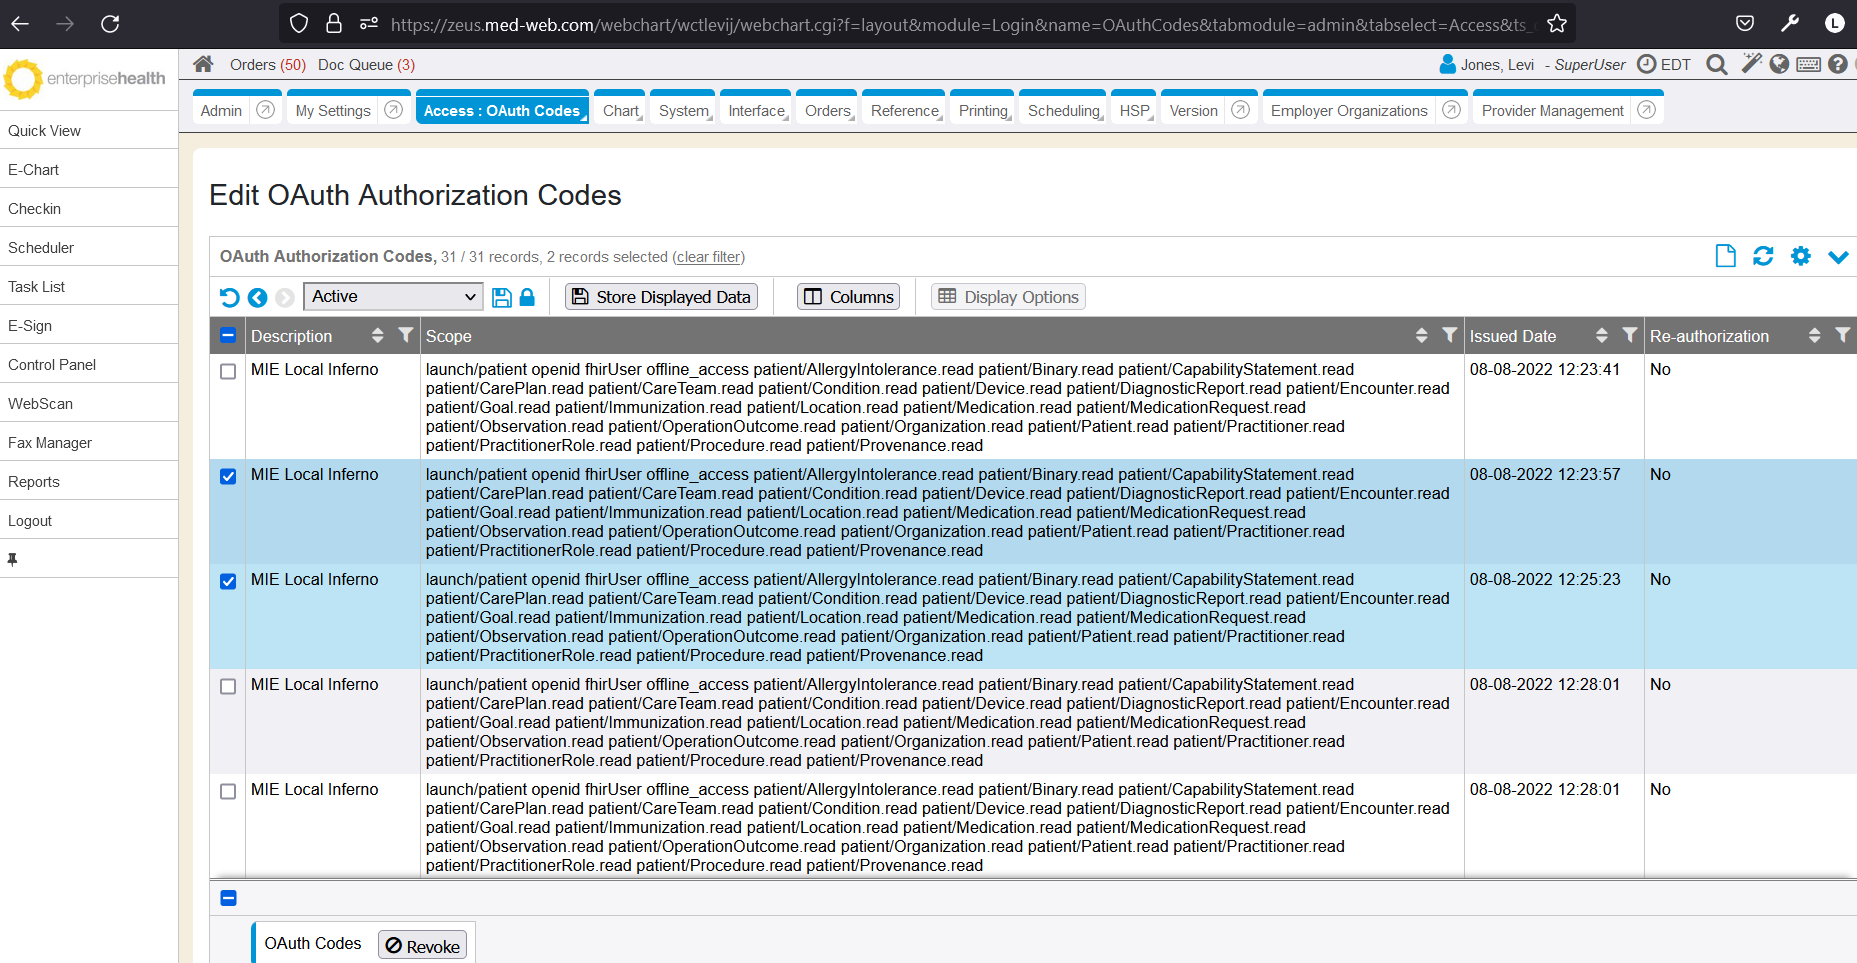 https://zeus.med-web.com/webchart/wctlevij/webchart.cgi?f=layout&module=Login&name=OAuthCodes&tabmodule=admin&tabselect=Access&ts_
L
enterprisehealth
Orders (50) Doc Queue (3)
Jones, Levi - SuperUser EDT
Admin My Settings Access : OAuth Codes Chart System Interface Orders Reference Printing Scheduling HSP Version Employer Organizations Provider Management
Quick View
E-Chart
Checkin
Scheduler
Task List
E-Sign
Control Panel
WebScan
Fax Manager
Reports
Logout
Edit OAuth Authorization Codes
OAuth Authorization Codes, 31 / 31 records, 2 records selected (clear filter)
Active Store Displayed Data Columns Display Options
Description Scope Issued Date Re-authorization
MIE Local Inferno launch/patient openid fhirUser offline_access patient/AllergyIntolerance.read patient/Binary.read patient/CapabilityStatement.read 08-08-2022 12:23:41 No
patient/CarePlan.read patient/CareTeam.read patient/Condition.read patient/Device.read patient/DiagnosticReport.read patient/Encounter.read
patient/Goal.read patient/Immunization.read patient/Location.read patient/Medication.read patient/MedicationRequest.read
patient/Observation.read patient/OperationOutcome.read patient/Organization.read patient/Patient.read patient/Practitioner.read
patient/PractitionerRole.read patient/Procedure.read patient/Provenance.read
MIE Local Inferno launch/patient openid fhirUser offline_access patient/AllergyIntolerance.read patient/Binary.read patient/CapabilityStatement.read 08-08-2022 12:23:57 No
patient/CarePlan.read patient/CareTeam.read patient/Condition.read patient/Device.read patient/DiagnosticReport.read patient/Encounter.read
patient/Goal.read patient/Immunization.read patient/Location.read patient/Medication.read patient/MedicationRequest.read
patient/Observation.read patient/OperationOutcome.read patient/Organization.read patient/Patient.read patient/Practitioner.read
patient/PractitionerRole.read patient/Procedure.read patient/Provenance.read
MIE Local Inferno launch/patient openid fhirUser offline_access patient/AllergyIntolerance.read patient/Binary.read patient/CapabilityStatement.read 08-08-2022 12:25:23 No
patient/CarePlan.read patient/CareTeam.read patient/Condition.read patient/Device.read patient/DiagnosticReport.read patient/Encounter.read
patient/Goal.read patient/Immunization.read patient/Location.read patient/Medication.read patient/MedicationRequest.read
patient/Observation.read patient/OperationOutcome.read patient/Organization.read patient/Patient.read patient/Practitioner.read
patient/PractitionerRole.read patient/Procedure.read patient/Provenance.read
MIE Local Inferno launch/patient openid fhirUser offline_access patient/AllergyIntolerance.read patient/Binary.read patient/CapabilityStatement.read 08-08-2022 12:28:01 No
patient/CarePlan.read patient/CareTeam.read patient/Condition.read patient/Device.read patient/DiagnosticReport.read patient/Encounter.read
patient/Goal.read patient/Immunization.read patient/Location.read patient/Medication.read patient/MedicationRequest.read
patient/Observation.read patient/OperationOutcome.read patient/Organization.read patient/Patient.read patient/Practitioner.read
patient/PractitionerRole.read patient/Procedure.read patient/Provenance.read
MIE Local Inferno launch/patient openid fhirUser offline_access patient/AllergyIntolerance.read patient/Binary.read patient/CapabilityStatement.read 08-08-2022 12:28:01 No
patient/CarePlan.read patient/CareTeam.read patient/Condition.read patient/Device.read patient/DiagnosticReport.read patient/Encounter.read
patient/Goal.read patient/Immunization.read patient/Location.read patient/Medication.read patient/MedicationRequest.read
patient/Observation.read patient/OperationOutcome.read patient/Organization.read patient/Patient.read patient/Practitioner.read
patient/PractitionerRole.read patient/Procedure.read patient/Provenance.read
OAuth Codes Revoke